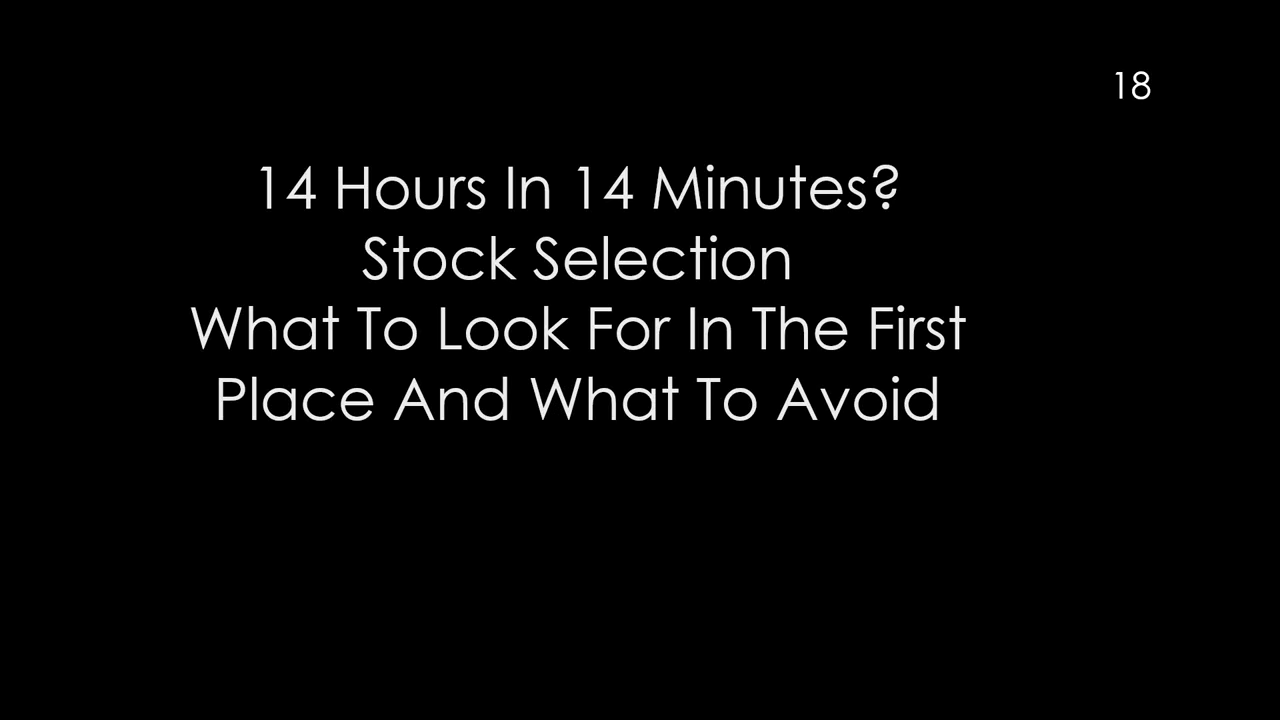 18
14 Hours In 14 Minutes?
Stock Selection
What To Look For In The First
Place And What To Avoid